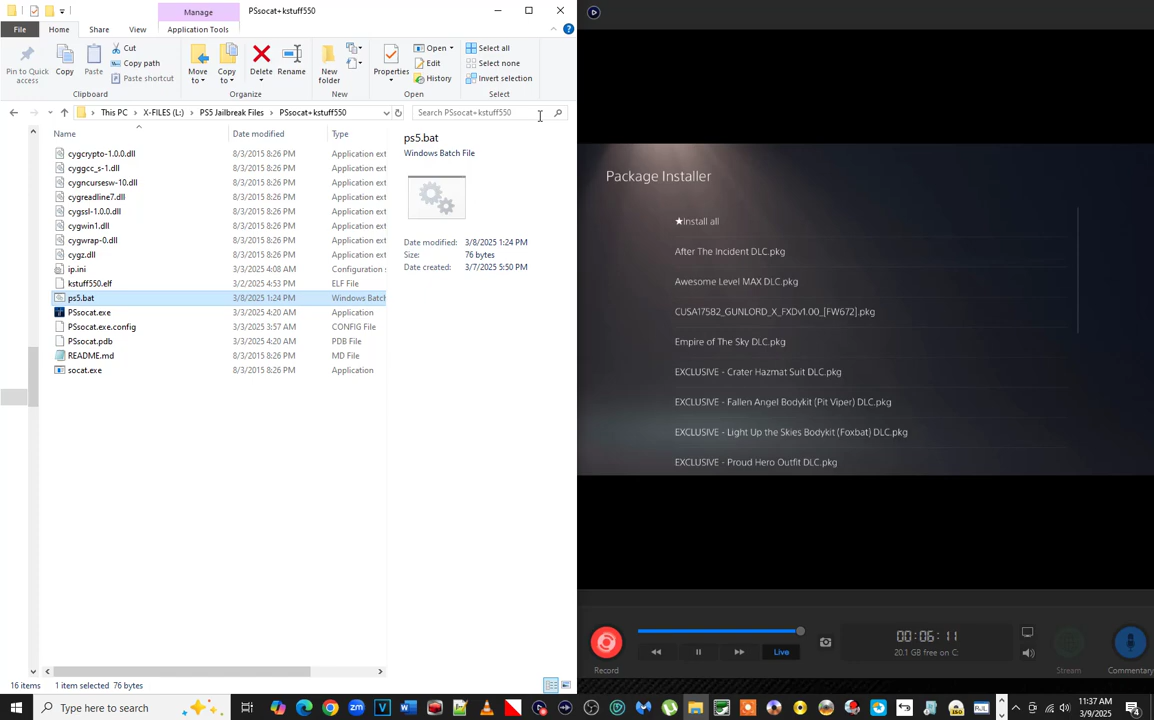 Manage
PSsocat+kstuff550
File
Home
Share
View
Application Tools
Pin to Quick access
Copy
Paste
Cut
Copy path
Paste shortcut
Clipboard
Move to
Copy to
Delete
Rename
Organize
New folder
New
Properties
Open
Edit
History
Open
Select all
Select none
Invert selection
Select
This PC > X-FILES (L:) > PS5 Jailbreak Files > PSsocat+kstuff550
Search PSsocat+kstuff550
Name Date modified Type
cygcrypto-1.0.0.dll 8/3/2015 8:26 PM Application ext
cyggcc_s-1.dll 8/3/2015 8:26 PM Application ext
cygncursesw-10.dll 8/3/2015 8:26 PM Application ext
cygreadline7.dll 8/3/2015 8:26 PM Application ext
cygssl-1.0.0.dll 8/3/2015 8:26 PM Application ext
cygwin1.dll 8/3/2015 8:26 PM Application ext
cygwrap-0.dll 8/3/2015 8:26 PM Application ext
cygz.dll 8/3/2015 8:26 PM Application ext
ip.ini 3/3/2025 4:08 AM Configuration s
kstuff550.elf 3/2/2025 4:53 PM ELF File
ps5.bat 3/8/2025 1:24 PM Windows Batch
PSsocat.exe 3/3/2025 4:20 AM Application
PSsocat.exe.config 3/3/2025 3:57 AM CONFIG File
PSsocat.pdb 3/3/2025 4:20 AM PDB File
README.md 8/3/2015 8:26 PM MD File
socat.exe 8/3/2015 8:26 PM Application
ps5.bat
Windows Batch File
Date modified: 3/8/2025 1:24 PM
Size: 76 bytes
Date created: 3/7/2025 5:50 PM
16 items 1 item selected 76 bytes
Package Installer
★Install all
After The Incident DLC.pkg
Awesome Level MAX DLC.pkg
CUSA17582_GUNLORD_X_FXDv1.00_[FW672].pkg
Empire of The Sky DLC.pkg
EXCLUSIVE - Crater Hazmat Suit DLC.pkg
EXCLUSIVE - Fallen Angel Bodykit (Pit Viper) DLC.pkg
EXCLUSIVE - Light Up the Skies Bodykit (Foxbat) DLC.pkg
EXCLUSIVE - Proud Hero Outfit DLC.pkg
Record
Live
00:06:11
20.1 GB free on C:
Stream
Commentary
Type here to search
11:37 AM
3/9/2025
4